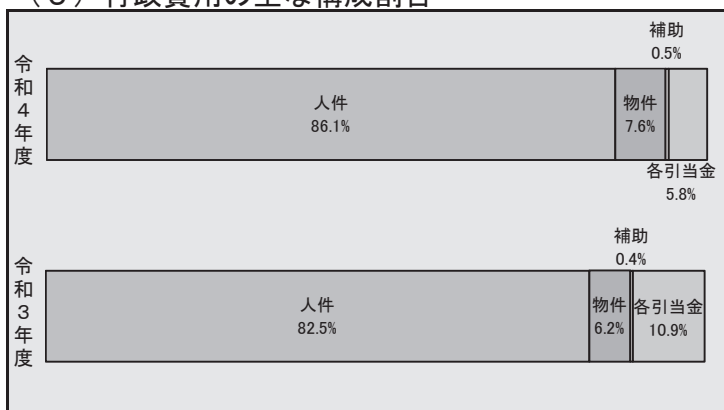 行政費用の主な構成割合
令和4年度
補助
0.5%
人件
86.1%
物件
7.6%
各引当金
5.8%
令和3年度
補助
0.4%
人件
82.5%
物件
6.2%
各引当金
10.9%